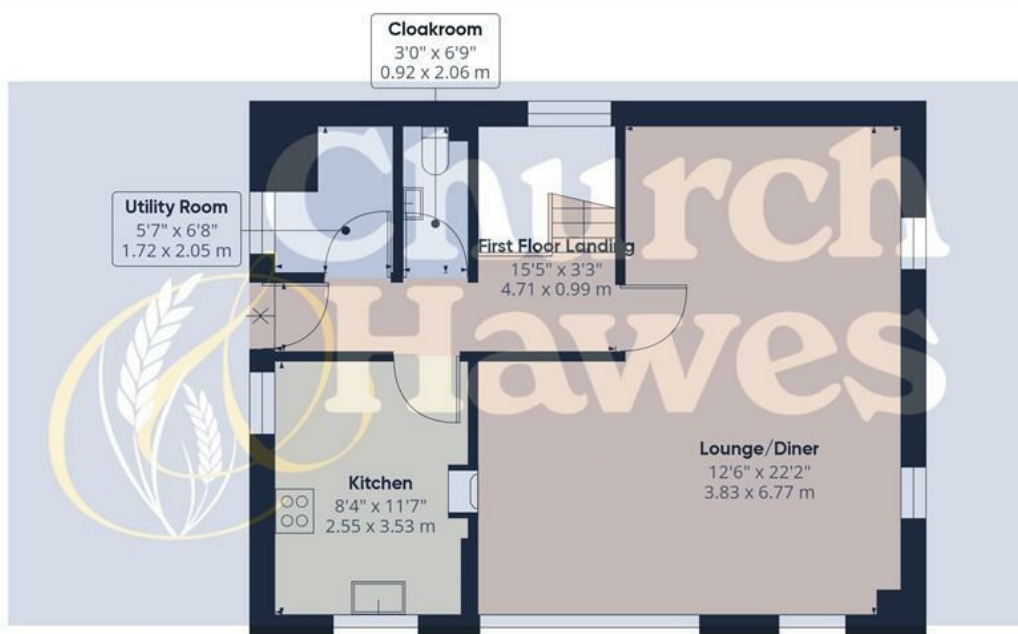 Cloakroom
3'0" x 6'9"
0.92 x 2.06 m
Church
Utility Room
5'7" x 6'8"
1.72 x 2.05 m
First Floor Landing
15'5" x 3'3"
4.71 x 0.99 m
& Hawes
Lounge/Diner
12'6" x 22'2"
3.83 x 6.77 m
Kitchen
8'4" x 11'7"
2.55 x 3.53 m